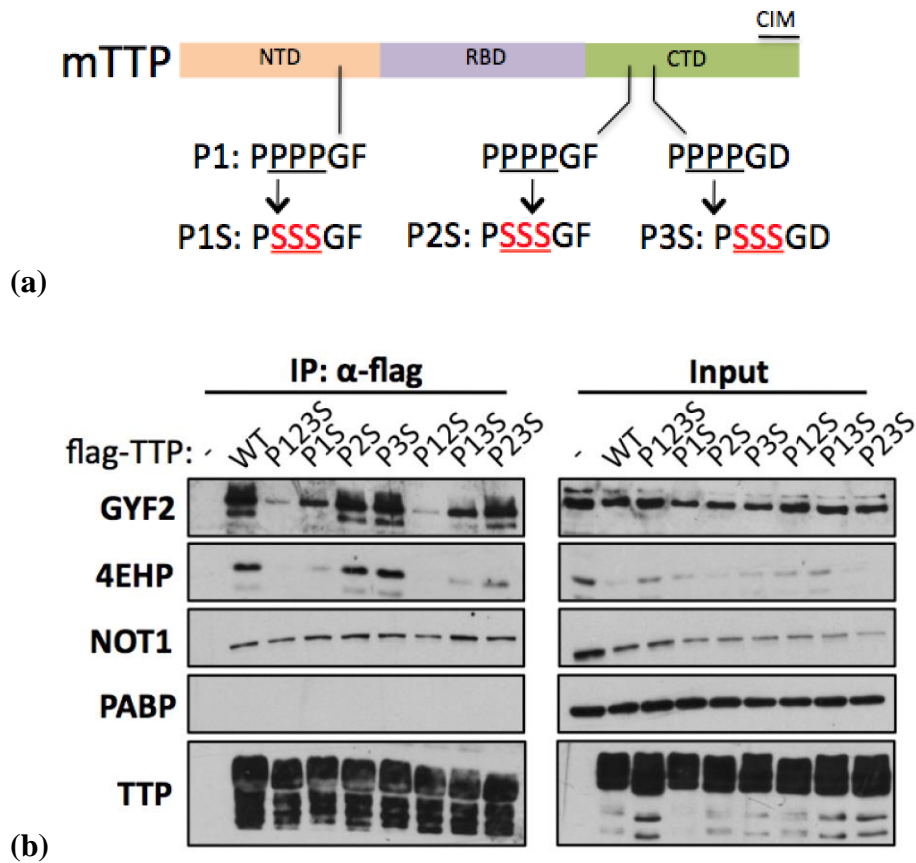 CIM
mTTP NTD RBD CTD
P1: PPPPGF PPPPGF PPPPGD
P1S: PSSSGF P2S: PSSSGF P3S: PSSSGD
(a)
IP: α-flag Input
flag-TTP: - WT P123S P1S P2S P3S P12S P13S P23S - WT P123S P1S P2S P3S P12S P13S P23S
GYF2
4EHP
NOT1
PABP
TTP
(b)